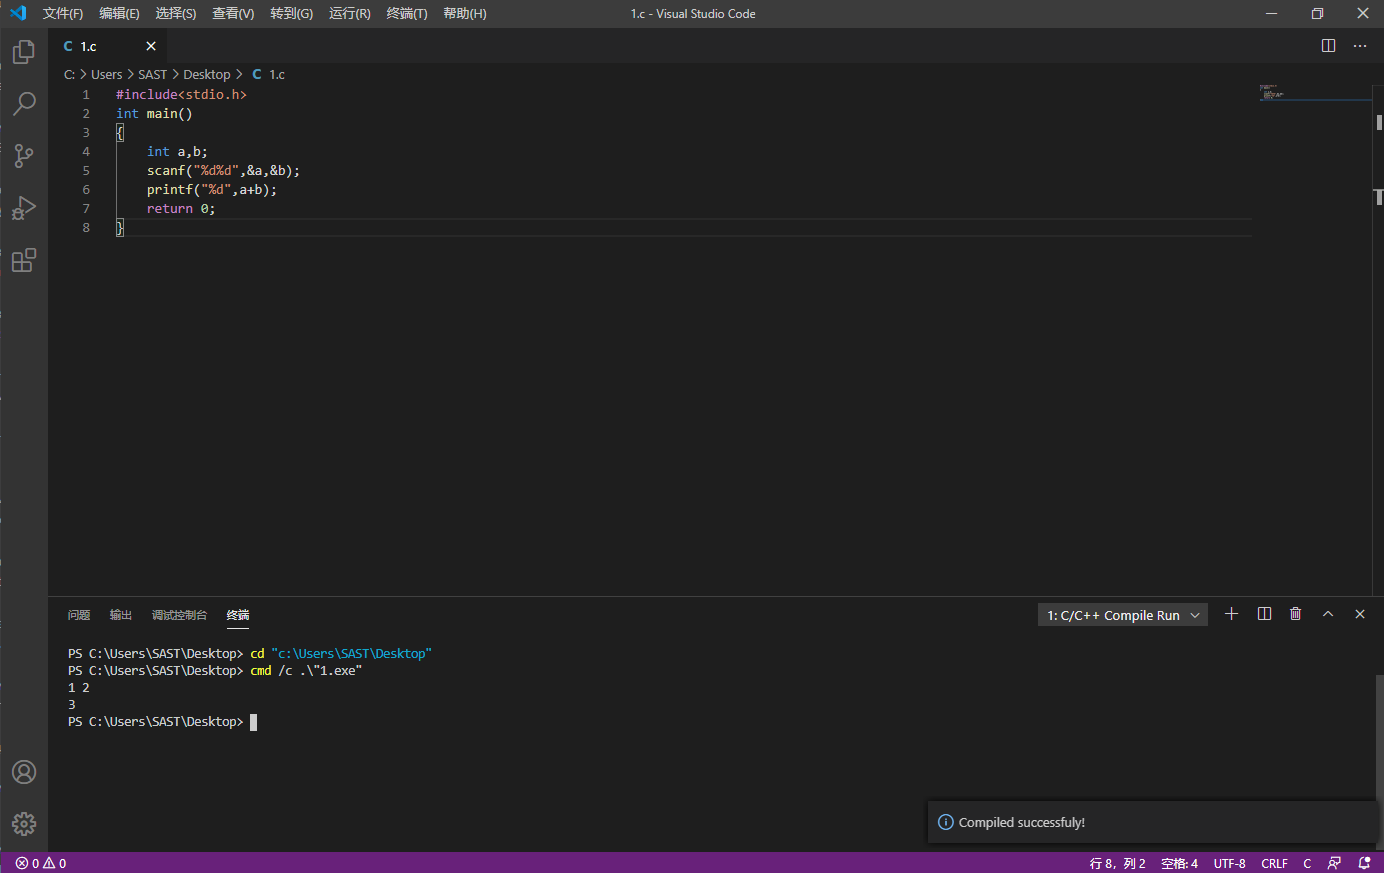 文件(F) 编辑(E) 选择(S) 查看(V) 转到(G) 运行(R) 终端(T) 帮助(H) 1.c - Visual Studio Code
C 1.c
C: > Users > SAST > Desktop > C 1.c
1 #include<stdio.h>
2 int main()
3 {
4     int a,b;
5     scanf("%d%d",&a,&b);
6     printf("%d",a+b);
7     return 0;
8 }
问题 输出 调试控制台 终端 1: C/C++ Compile Run
PS C:\Users\SAST\Desktop> cd "c:\Users\SAST\Desktop"
PS C:\Users\SAST\Desktop> cmd /c .\"1.exe"
1 2
3
PS C:\Users\SAST\Desktop>
Compiled successfuly!
0 0 行 8，列 2 空格: 4 UTF-8 CRLF C